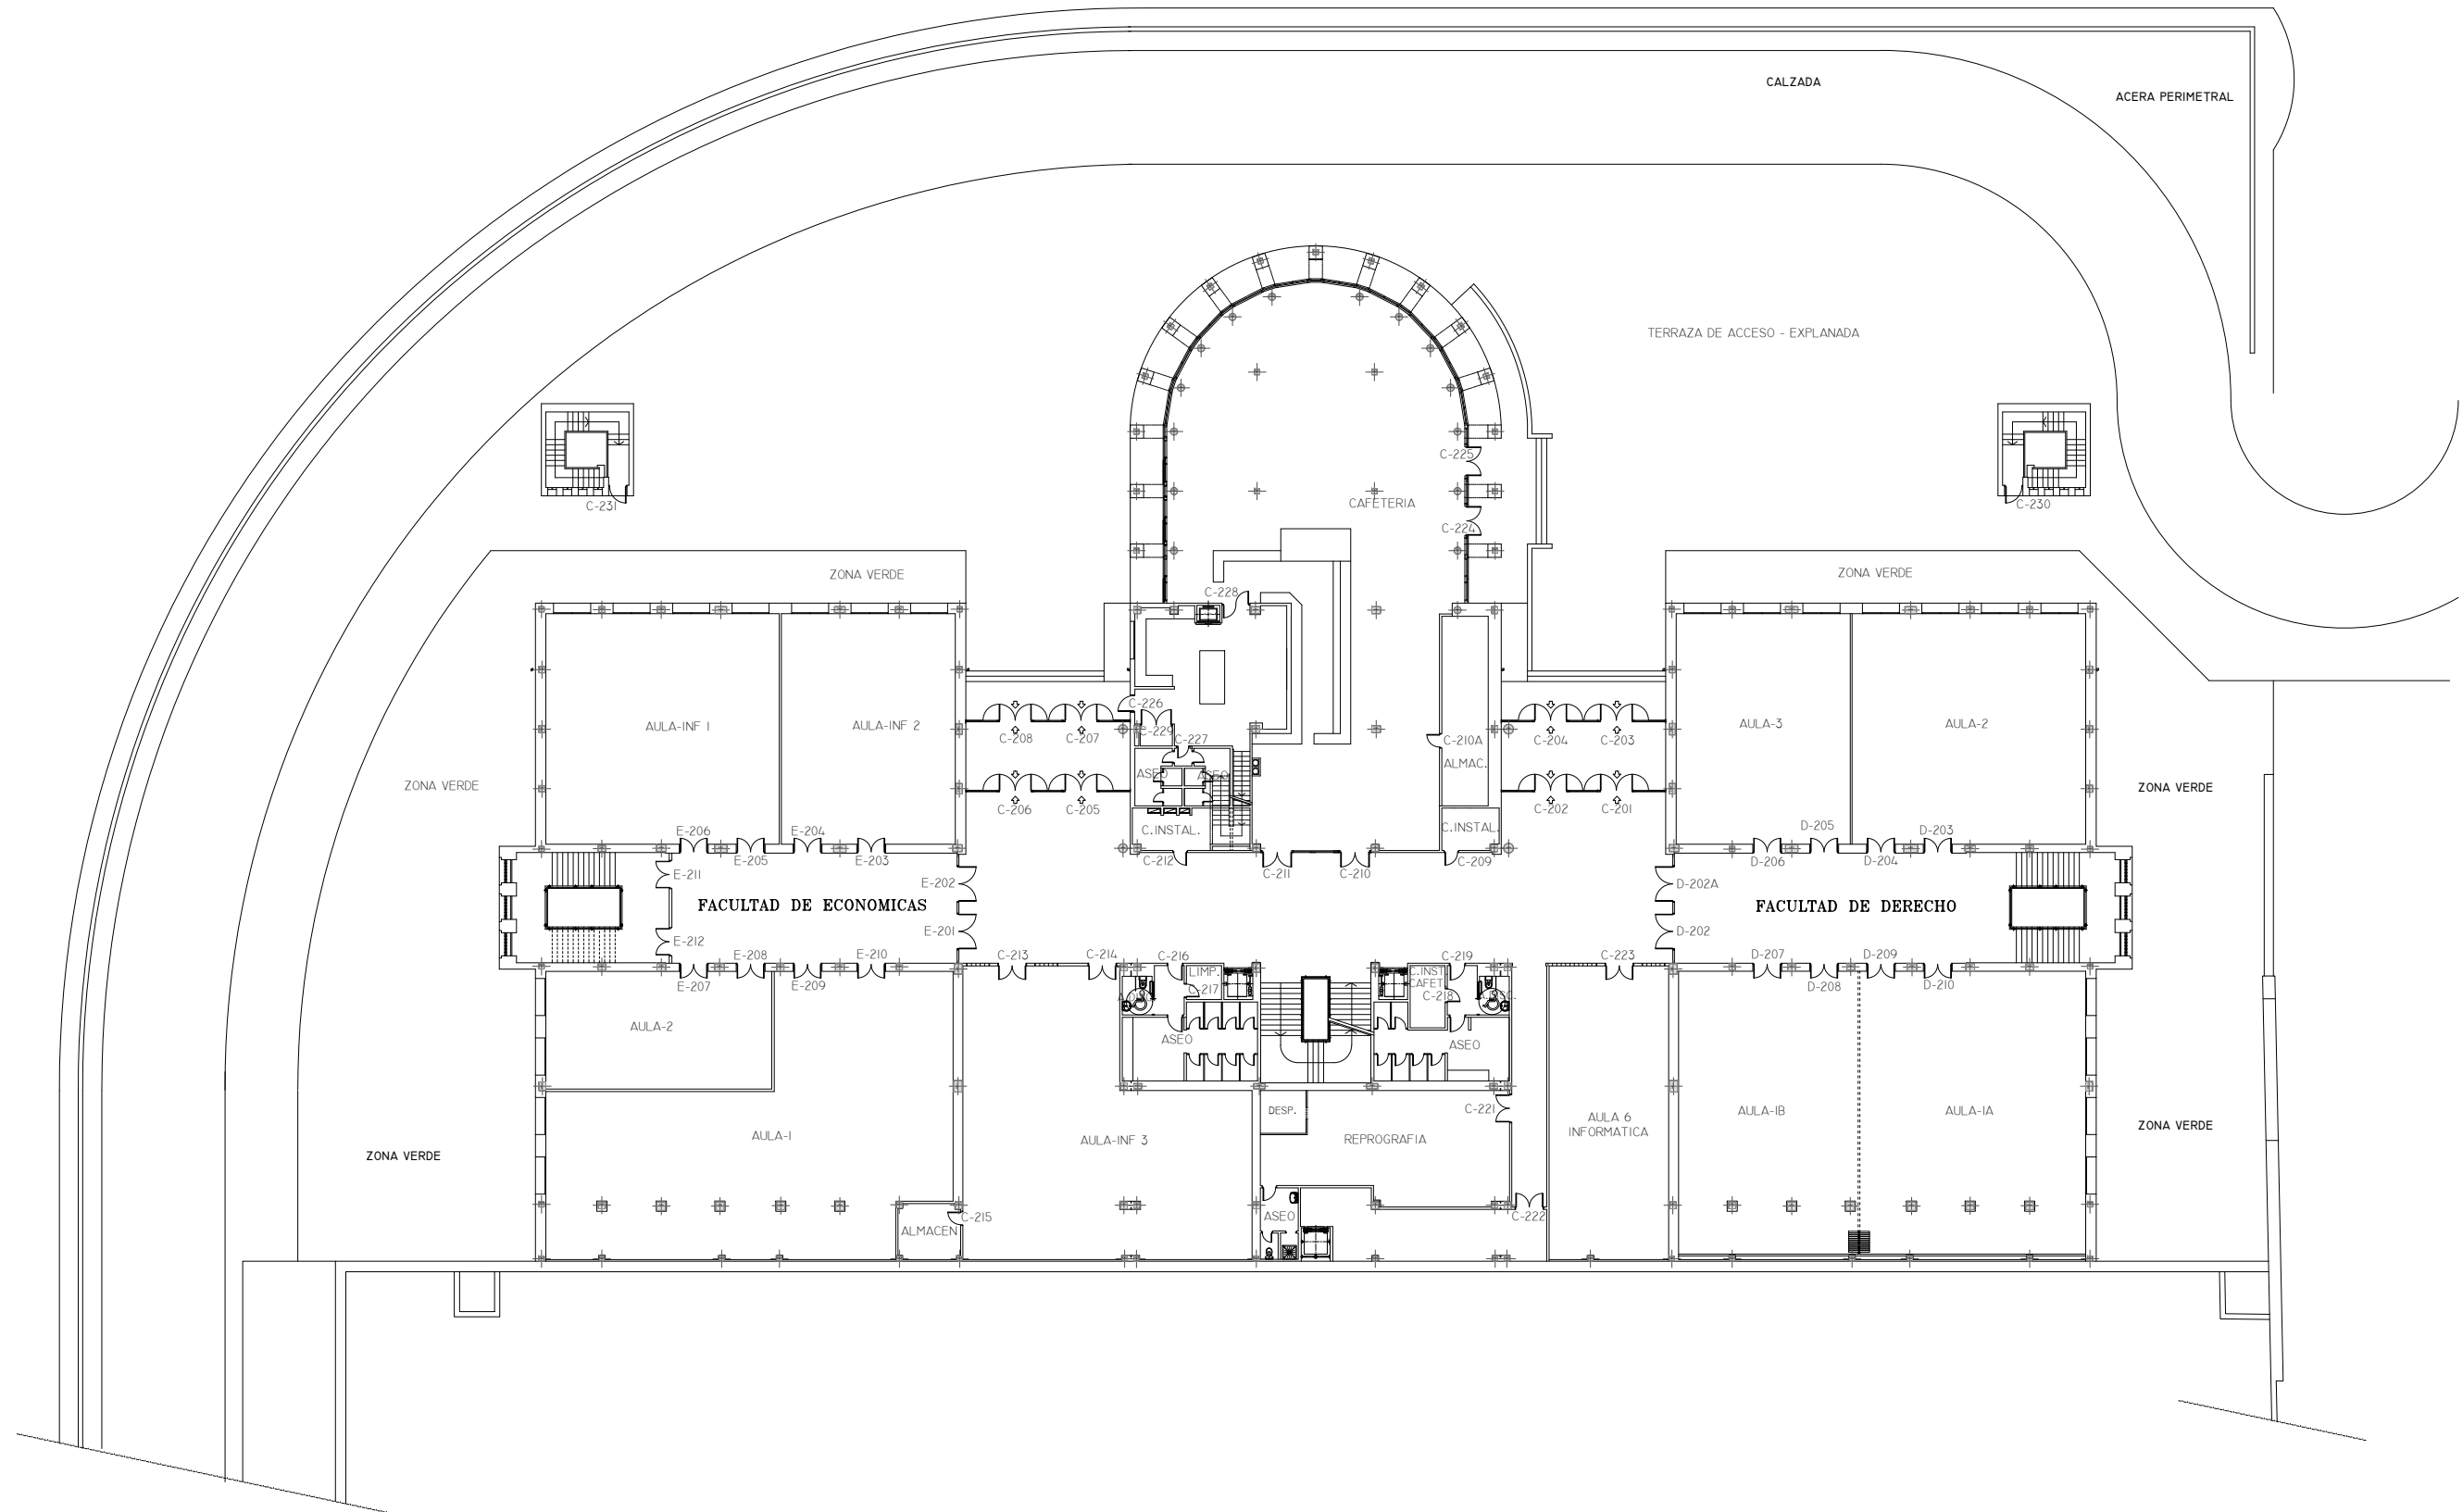 CALZADA
ACERA PERIMETRAL
TERRAZA DE ACCESO - EXPLANADA
C-225
CAFETERIA
C-231
C-230
C-224
ZONA VERDE
ZONA VERDE
C-228
C-226
AULA-INF 1
AULA-INF 2
AULA-3
AULA-2
C-229
C-227
C-208
C-207
C-210A
C-204
C-203
ALMAC.
ASEO
ASEO
ZONA VERDE
ZONA VERDE
C-206
C-205
C-202
C-201
C.INSTAL.
C.INSTAL.
E-206
E-204
D-205
D-203
E-205
E-203
C-212
C-211
C-210
C-209
D-206
D-204
E-211
E-202
D-202A
FACULTAD DE ECONOMICAS
FACULTAD DE DERECHO
E-201
D-202
E-212
E-208
E-210
C-213
C-214
C-216
C-219
C-223
D-207
D-209
LIMP.
C.INST.
CAFET.
E-207
E-209
C-217
C-218
D-208
D-210
AULA-2
ASEO
ASEO
DESP.
C-221
AULA-1
AULA-INF 3
REPROGRAFIA
AULA 6
INFORMATICA
AULA-1B
AULA-1A
ZONA VERDE
ZONA VERDE
C-215
ALMACEN
ASEO
C-222